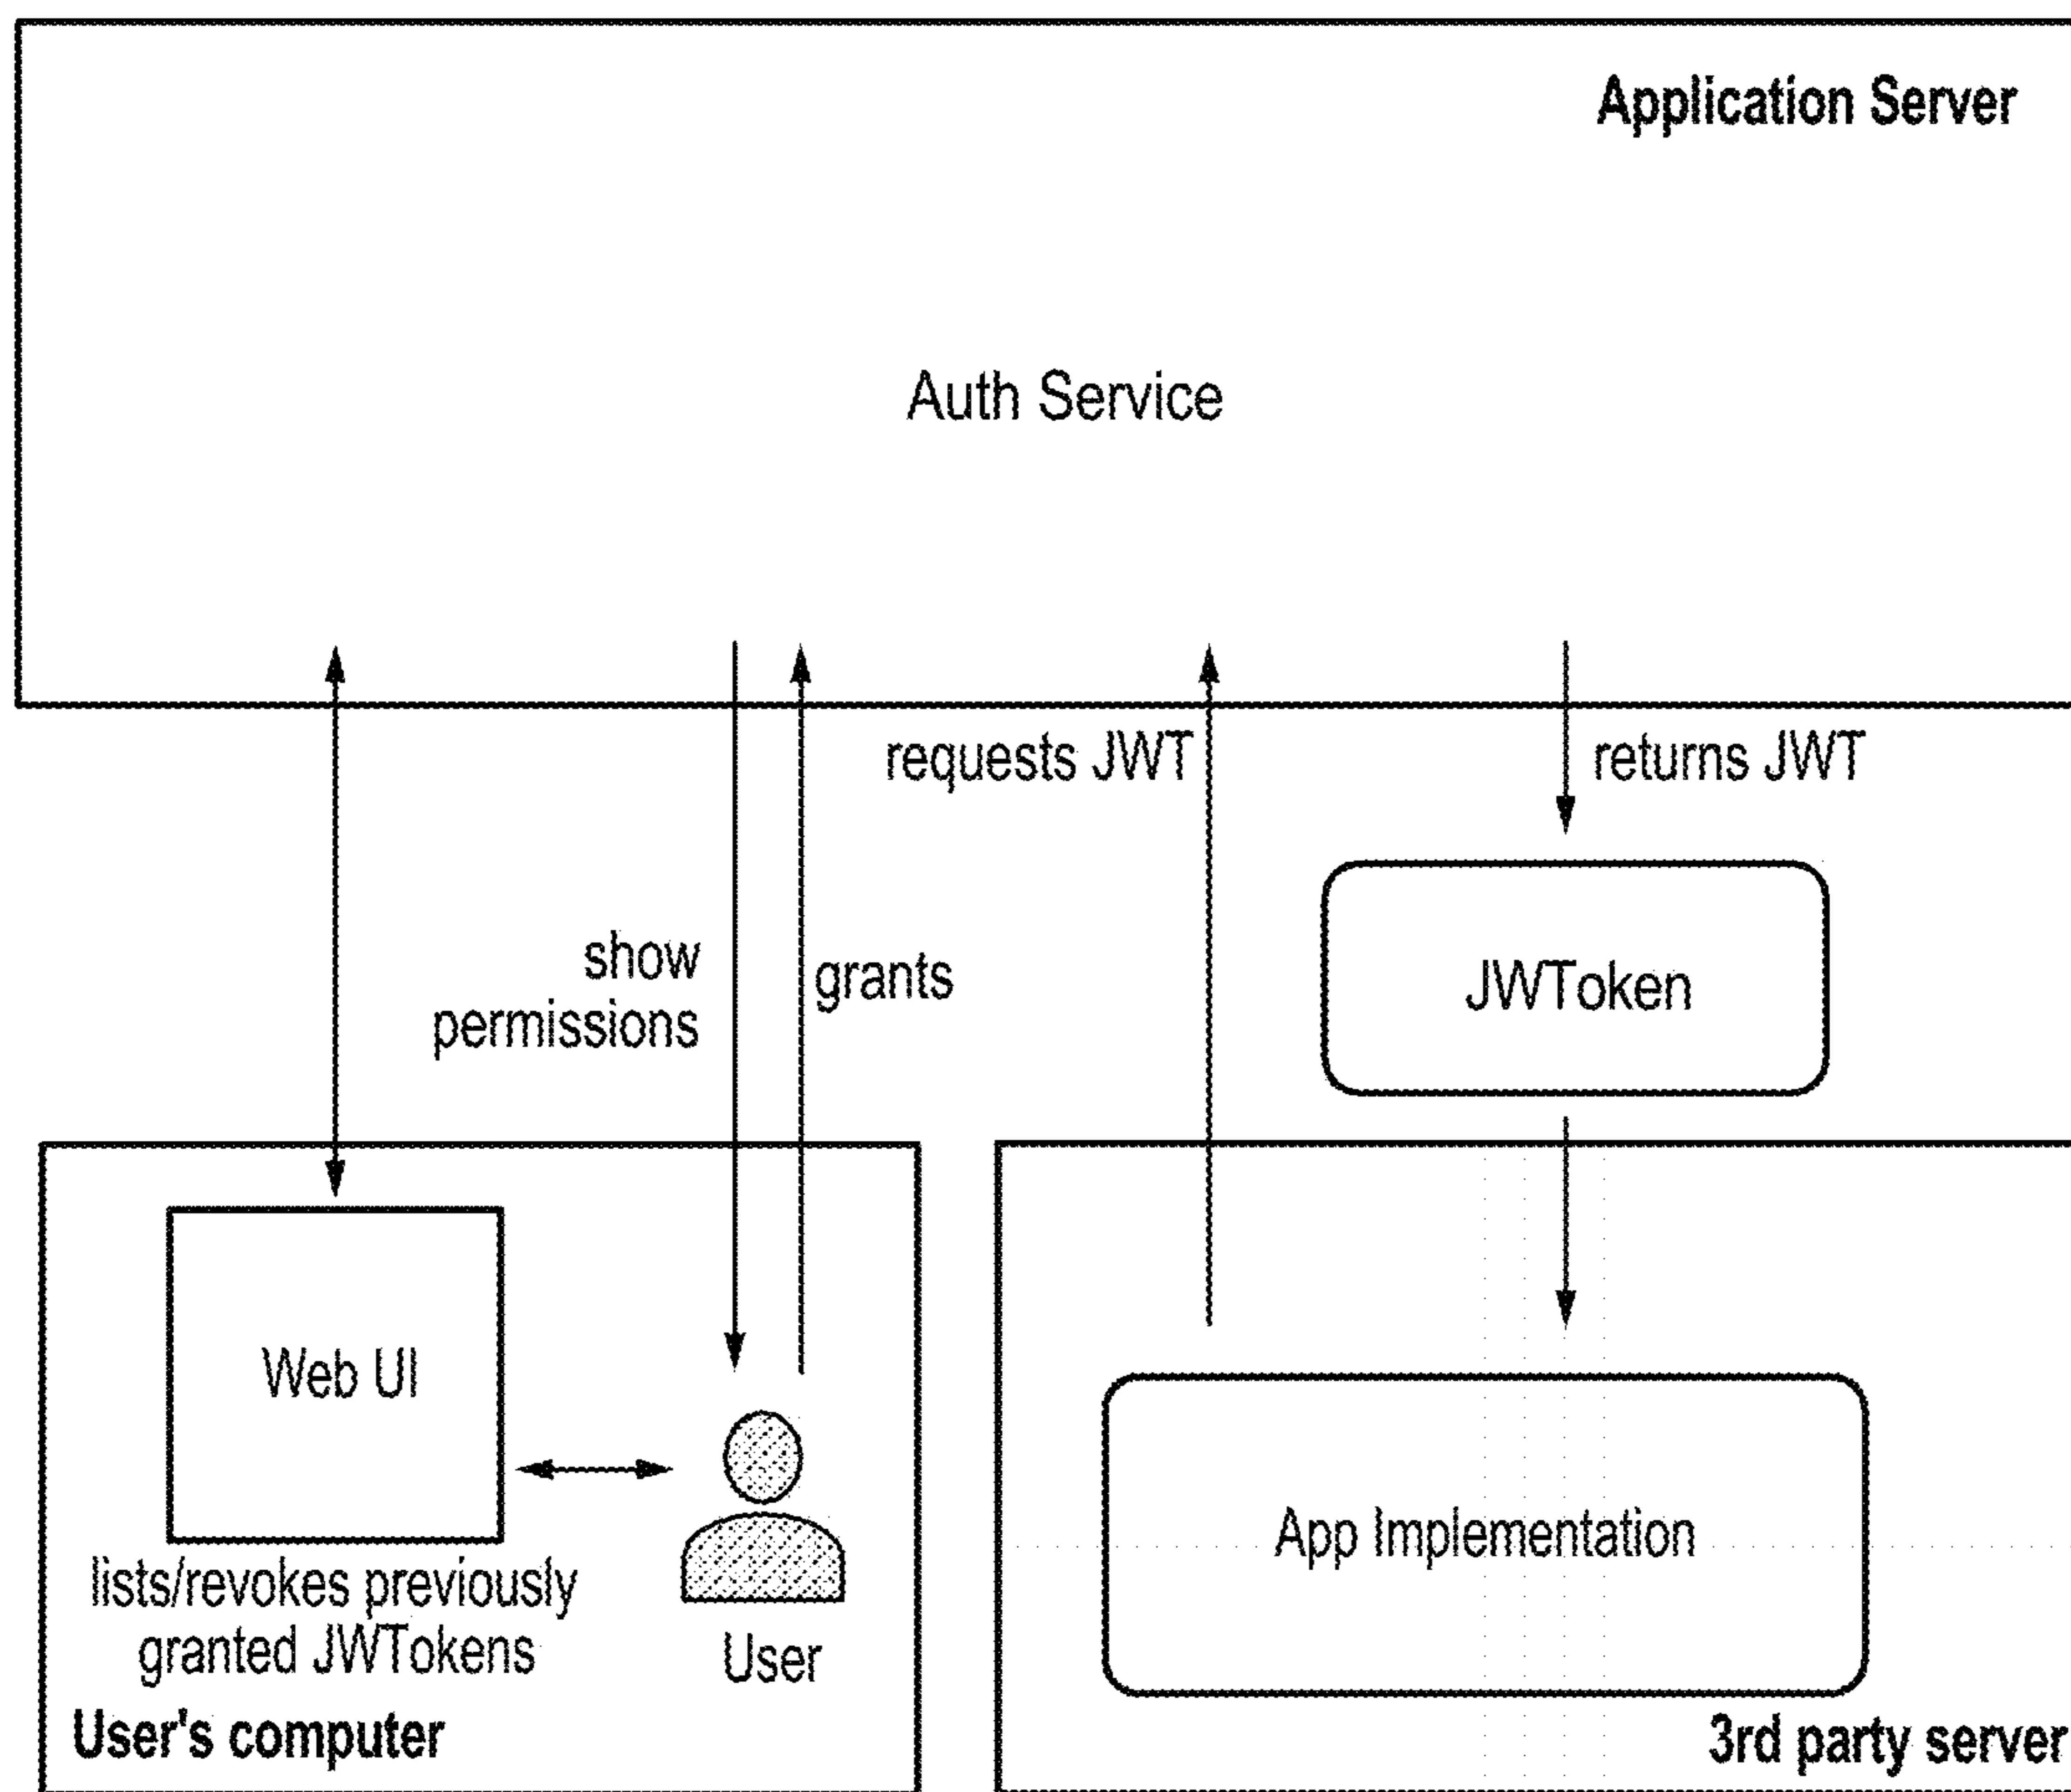 Application Server
Auth Service
requests JWT
returns JWT
show
permissions
grants
JWToken
Web UI
lists/revokes previously
granted JWTokens
User
User's computer
App Implementation
3rd party server